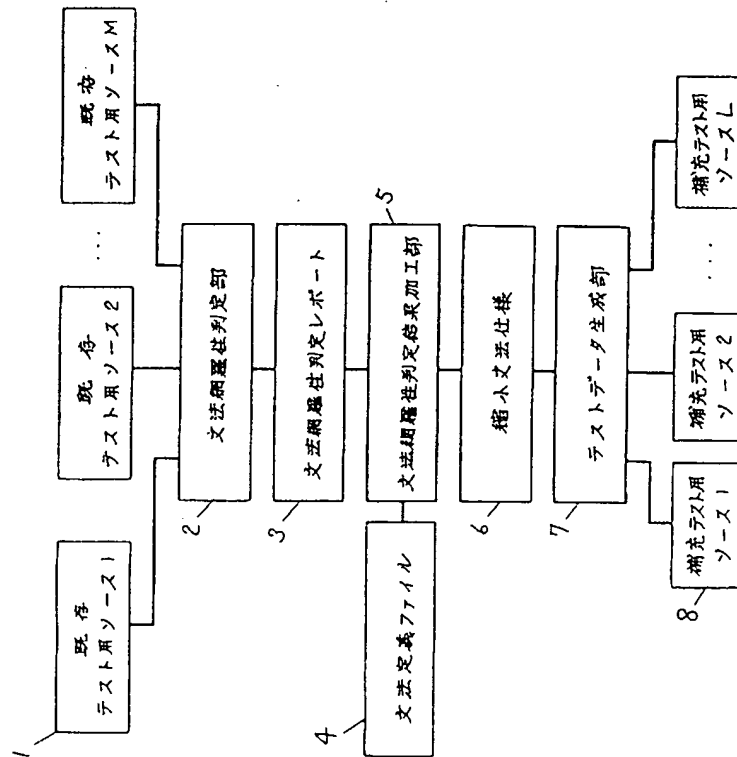 1
既存
テスト用ソース1
既存
テスト用ソース2
...
既存
テスト用ソースM
2
文法網羅性判定部
3
文法網羅性判定レポート
4
文法定義ファイル
5
文法網羅性判定結果加工部
6
縮小文法仕様
7
テストデータ生成部
8
補充テスト用
ソース1
補充テスト用
ソース2
...
補充テスト用
ソースL